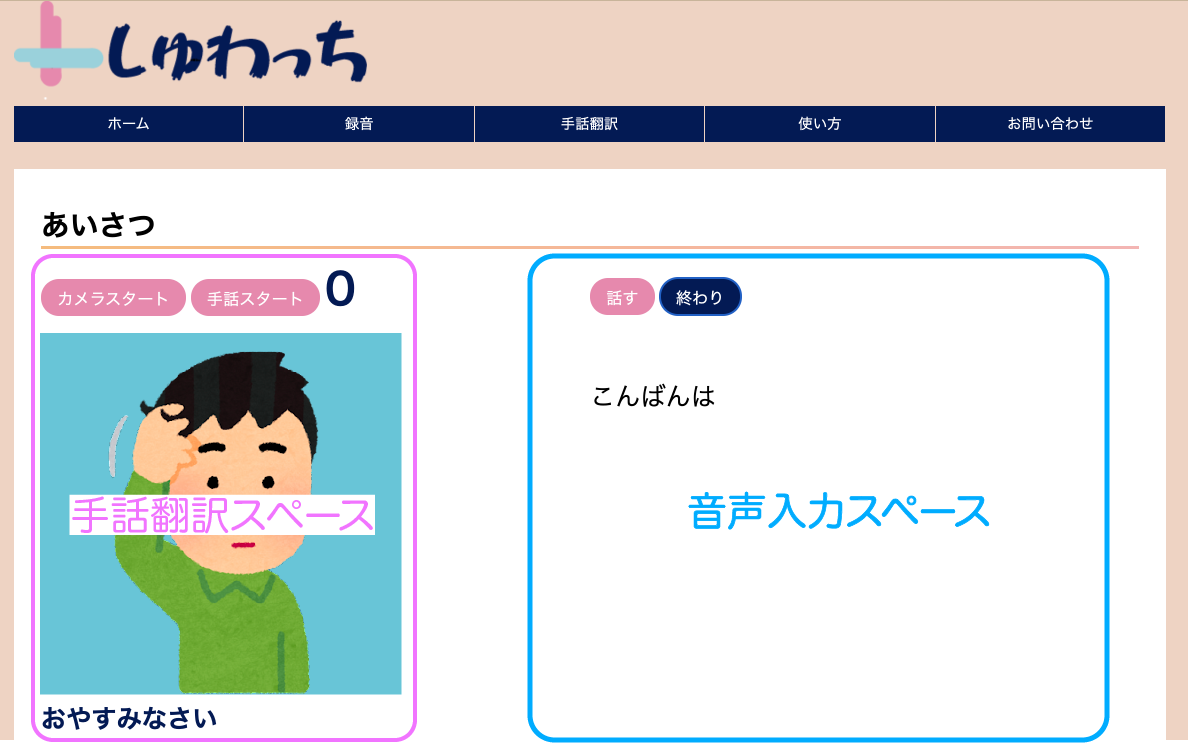 しゅわっち
ホーム 録音 手話翻訳 使い方 お問い合わせ
あいさつ
カメラスタート 手話スタート 0
手話翻訳スペース
おやすみなさい
話す 終わり
こんばんは
音声入力スペース